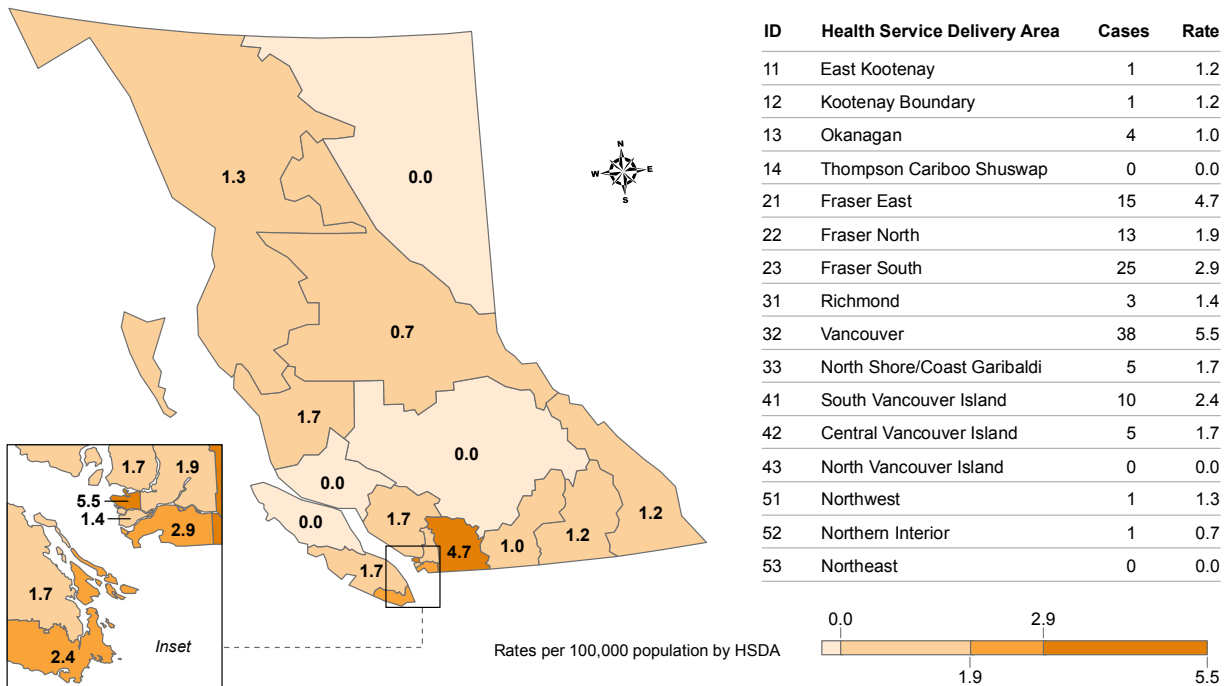 N
W E
S
1.3
0.0
0.7
1.7
0.0
0.0
0.0
1.7
4.7
1.0
1.2
1.2
1.7
1.7
1.9
5.5
1.4
2.9
1.7
2.4
Inset
ID Health Service Delivery Area Cases Rate
11 East Kootenay 1 1.2
12 Kootenay Boundary 1 1.2
13 Okanagan 4 1.0
14 Thompson Cariboo Shuswap 0 0.0
21 Fraser East 15 4.7
22 Fraser North 13 1.9
23 Fraser South 25 2.9
31 Richmond 3 1.4
32 Vancouver 38 5.5
33 North Shore/Coast Garibaldi 5 1.7
41 South Vancouver Island 10 2.4
42 Central Vancouver Island 5 1.7
43 North Vancouver Island 0 0.0
51 Northwest 1 1.3
52 Northern Interior 1 0.7
53 Northeast 0 0.0
0.0 2.9
Rates per 100,000 population by HSDA
1.9 5.5